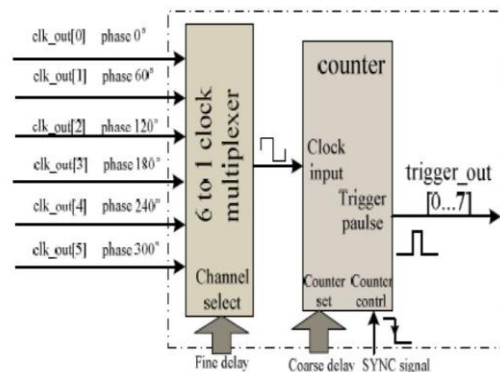 clk_out[0] phase 0°
clk_out[1] phase 60°
clk_out[2] phase 120°
clk_out[3] phase 180°
clk_out[4] phase 240°
clk_out[5] phase 300°
6 to 1 clock
multiplexer
Channel
select
Fine delay
counter
Clock
input
Trigger
paulse
Counter
set
Counter
contrl
Coarse delay
SYNC signal
trigger_out
[0...7]